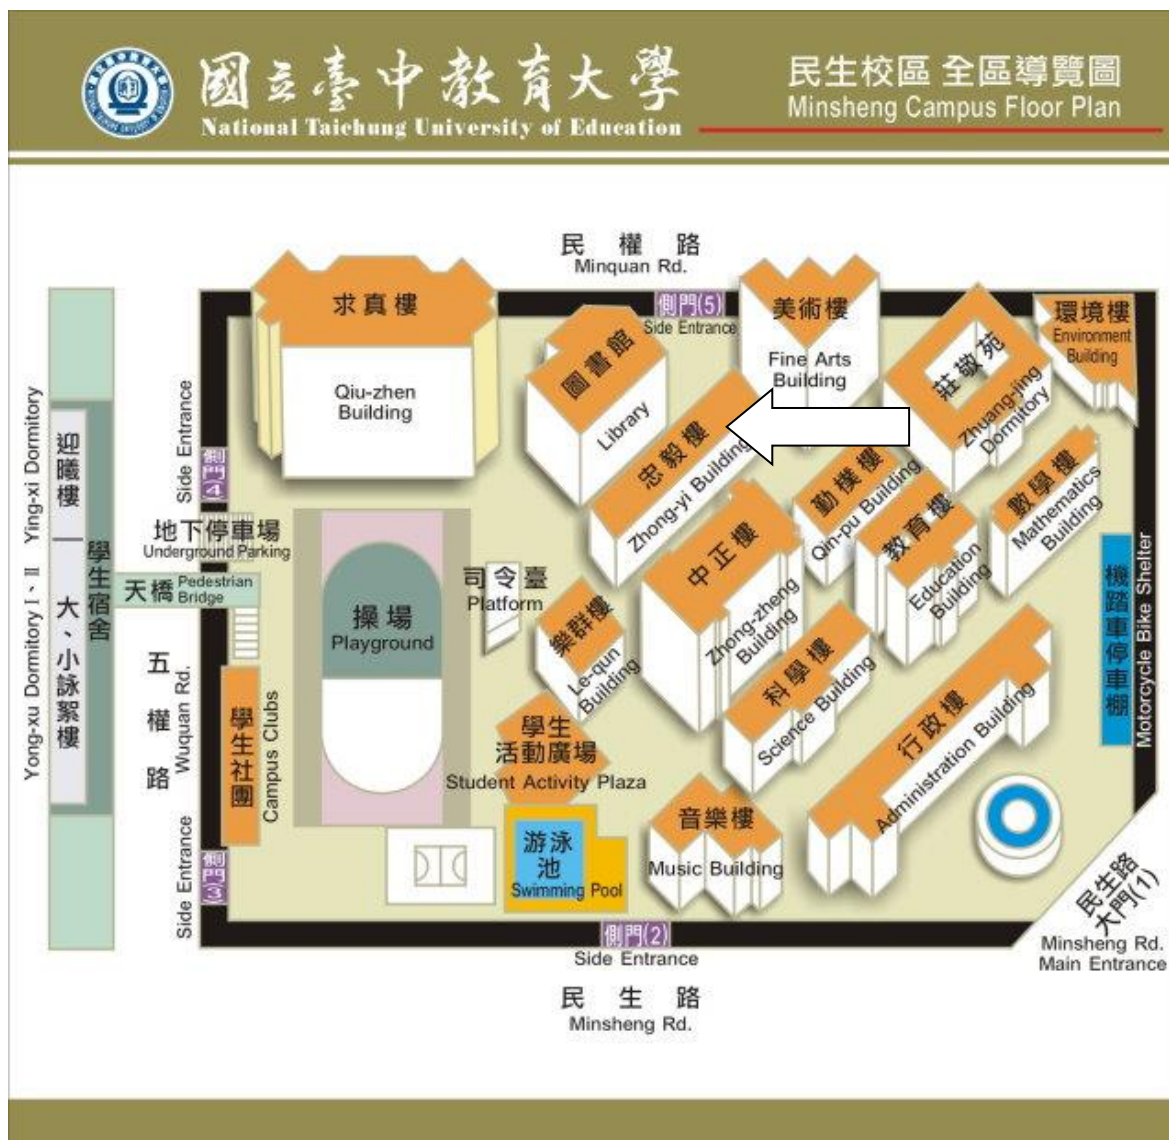 國立臺中教育大學
National Taichung University of Education
民生校區 全區導覽圖
Minsheng Campus Floor Plan
民權路
Minquan Rd.
側門(5)
Side Entrance
求真樓
Qiu-zhen
Building
圖書館
Library
美術樓
Fine Arts
Building
莊敬苑
Zhuang-jing
Dormitory
環境樓
Environment
Building
忠毅樓
Zhong-yi Building
勤樸樓
Qin-pu Building
教育樓
Education
Building
數學樓
Mathematics
Building
中正樓
Zhong-zheng
Building
機踏車停車棚
Motorcycle Bike Shelter
Side Entrance
側門(4)
地下停車場
Underground Parking
天橋
Pedestrian
Bridge
迎曦樓
Ying-xi Dormitory
學生宿舍
大、小詠絮樓
Yong-xu Dormitory I、II
五權路
Wuquan Rd.
操場
Playground
司令臺
Platform
樂群樓
Le-qun
Building
科學樓
Science Building
行政樓
Administration Building
學生社團
Campus Clubs
學生
活動廣場
Student Activity Plaza
音樂樓
Music Building
游泳
池
Swimming Pool
Side Entrance
側門(3)
側門(2)
Side Entrance
民生路
Minsheng Rd.
民生路
大門(1)
Minsheng Rd.
Main Entrance